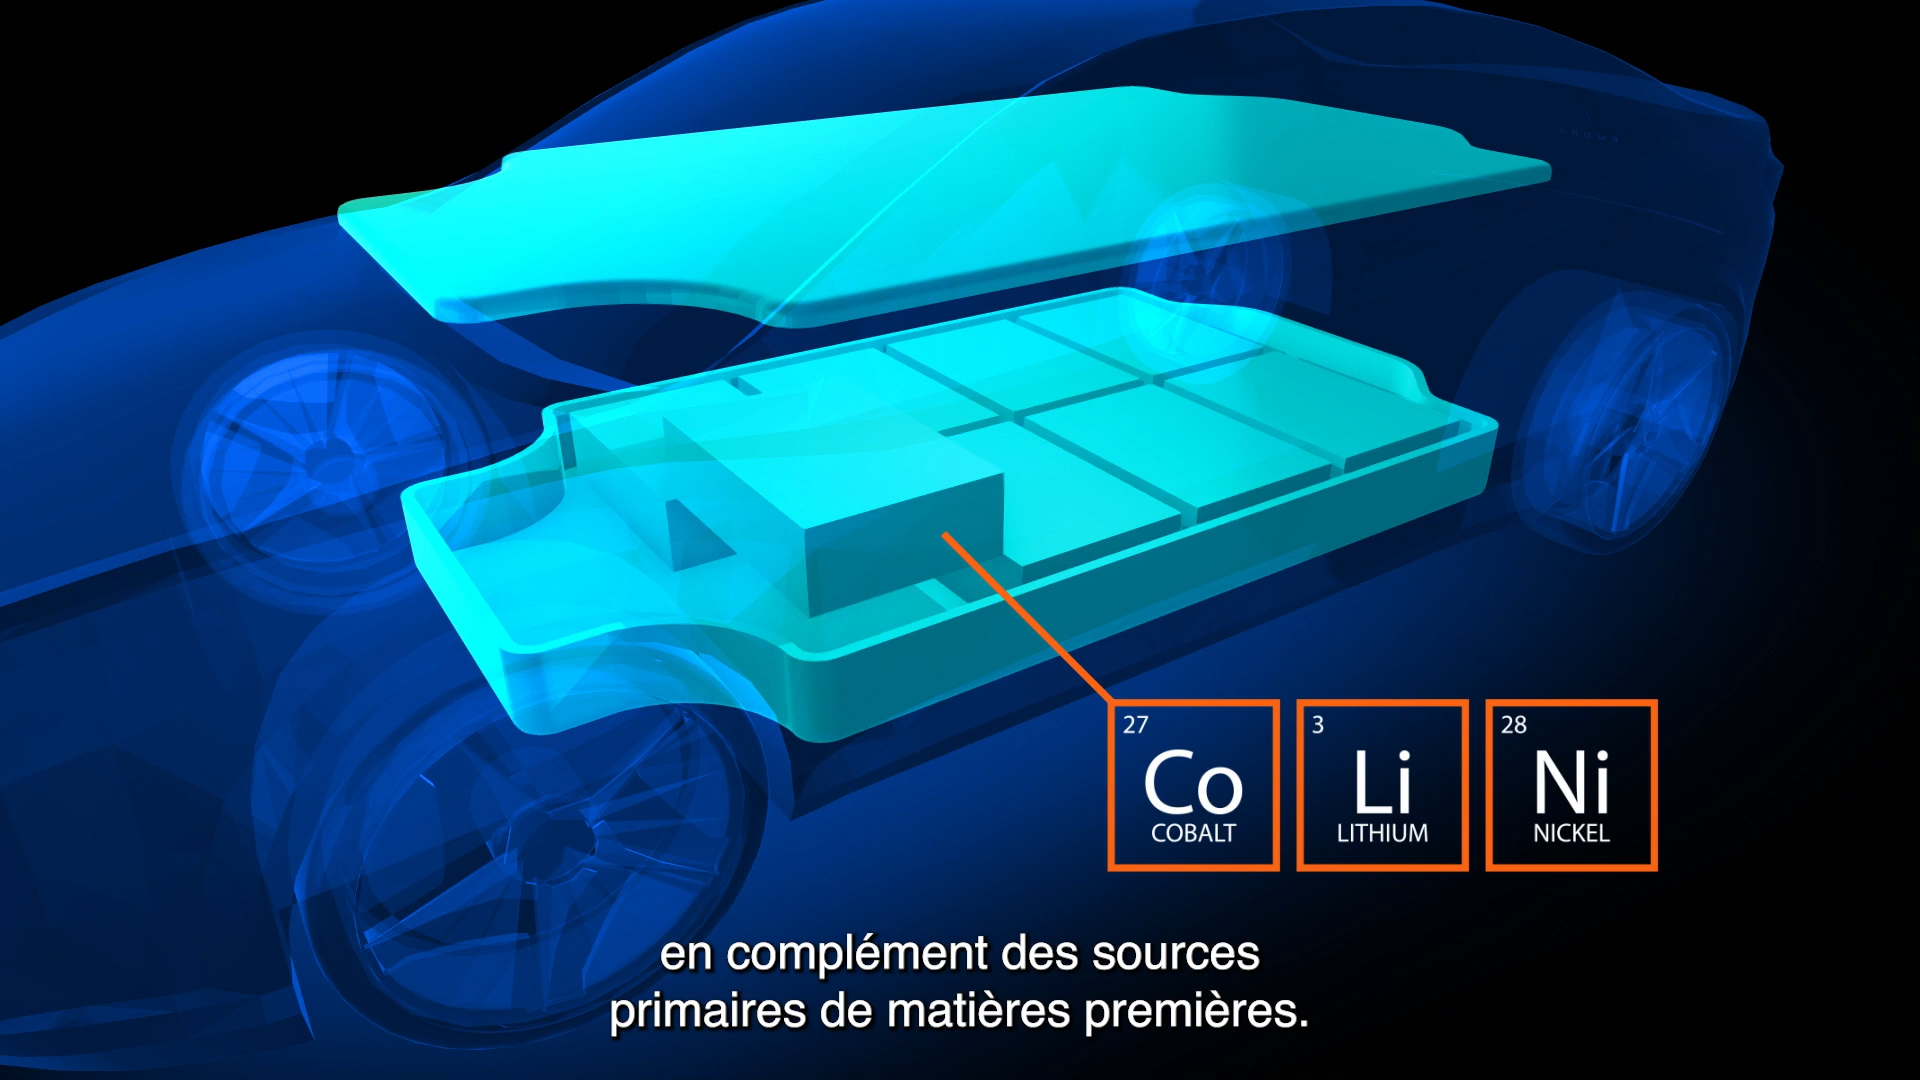 27
Co
COBALT
3
Li
LITHIUM
28
Ni
NICKEL
en complément des sources
primaires de matières premières.